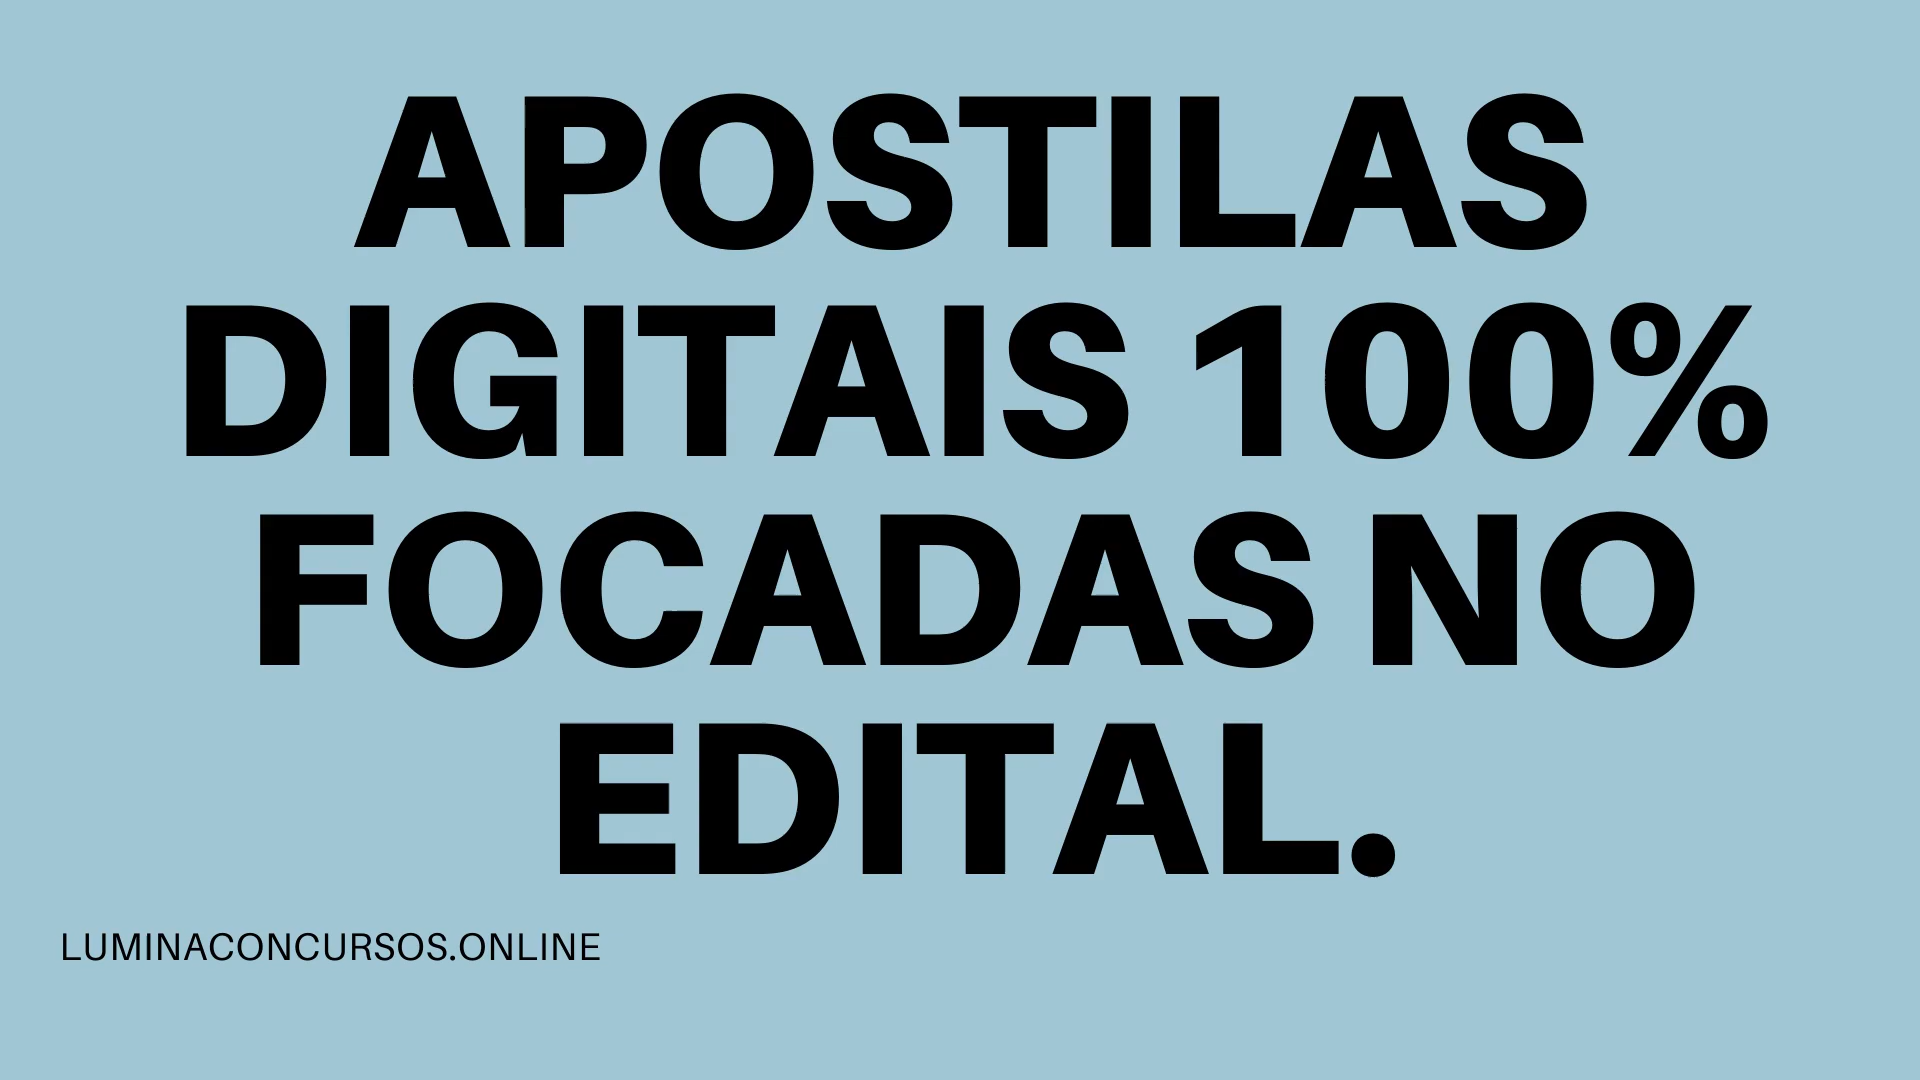 APOSTILAS
DIGITAIS 100%
FOCADAS NO
EDITAL.
LUMINACONCURSOS.ONLINE